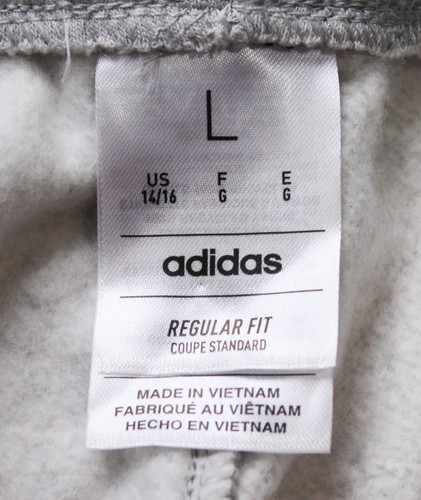 L
US F E
14/16 G G
adidas
REGULAR FIT
COUPE STANDARD
MADE IN VIETNAM
FABRIQUÉ AU VIÊTNAM
HECHO EN VIETNAM